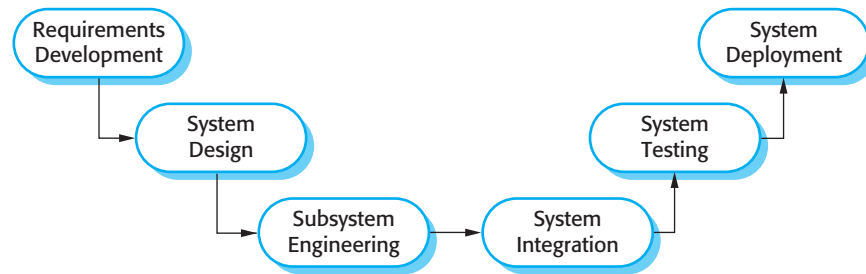 Requirements
Development
System
Design
Subsystem
Engineering
System
Integration
System
Testing
System
Deployment